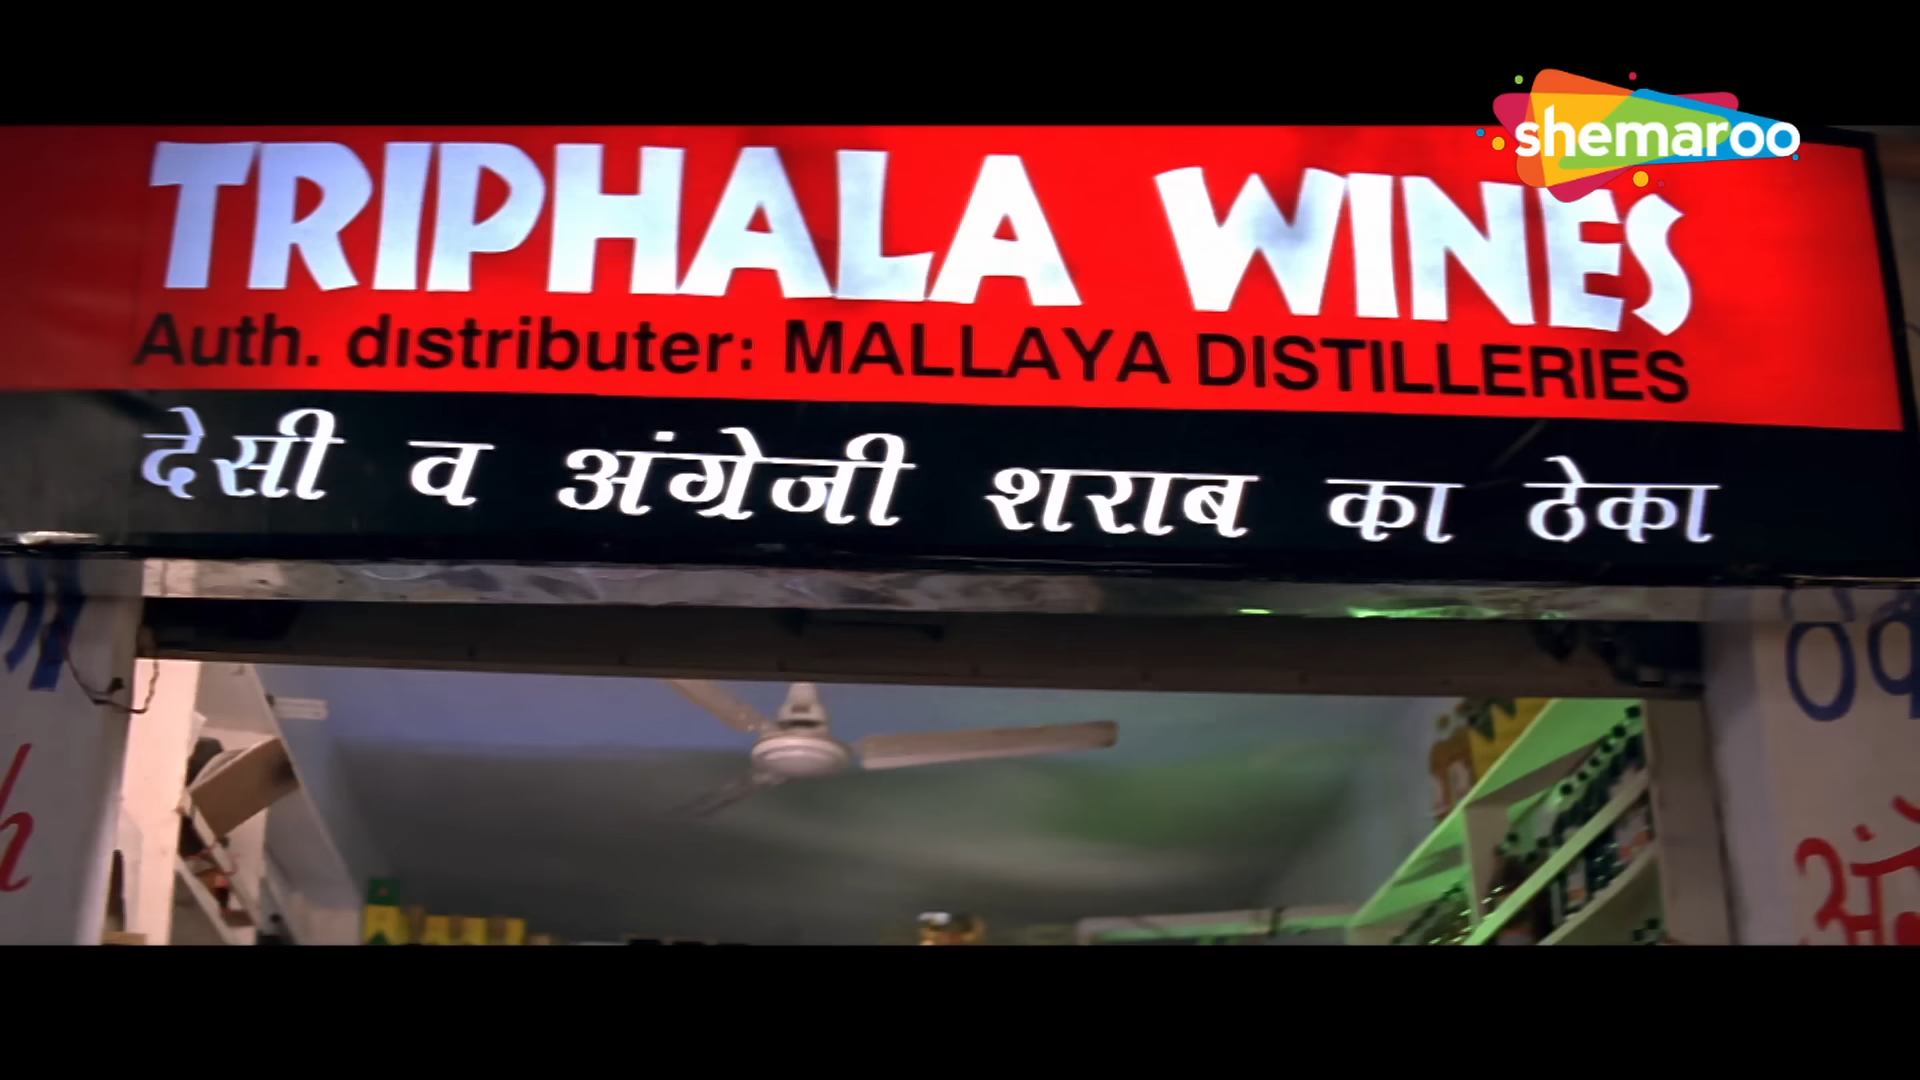 shemaroo
TRIPHALA WINES
Auth. distributer: MALLAYA DISTILLERIES
देसी व अंग्रेजी शराब का ठेका